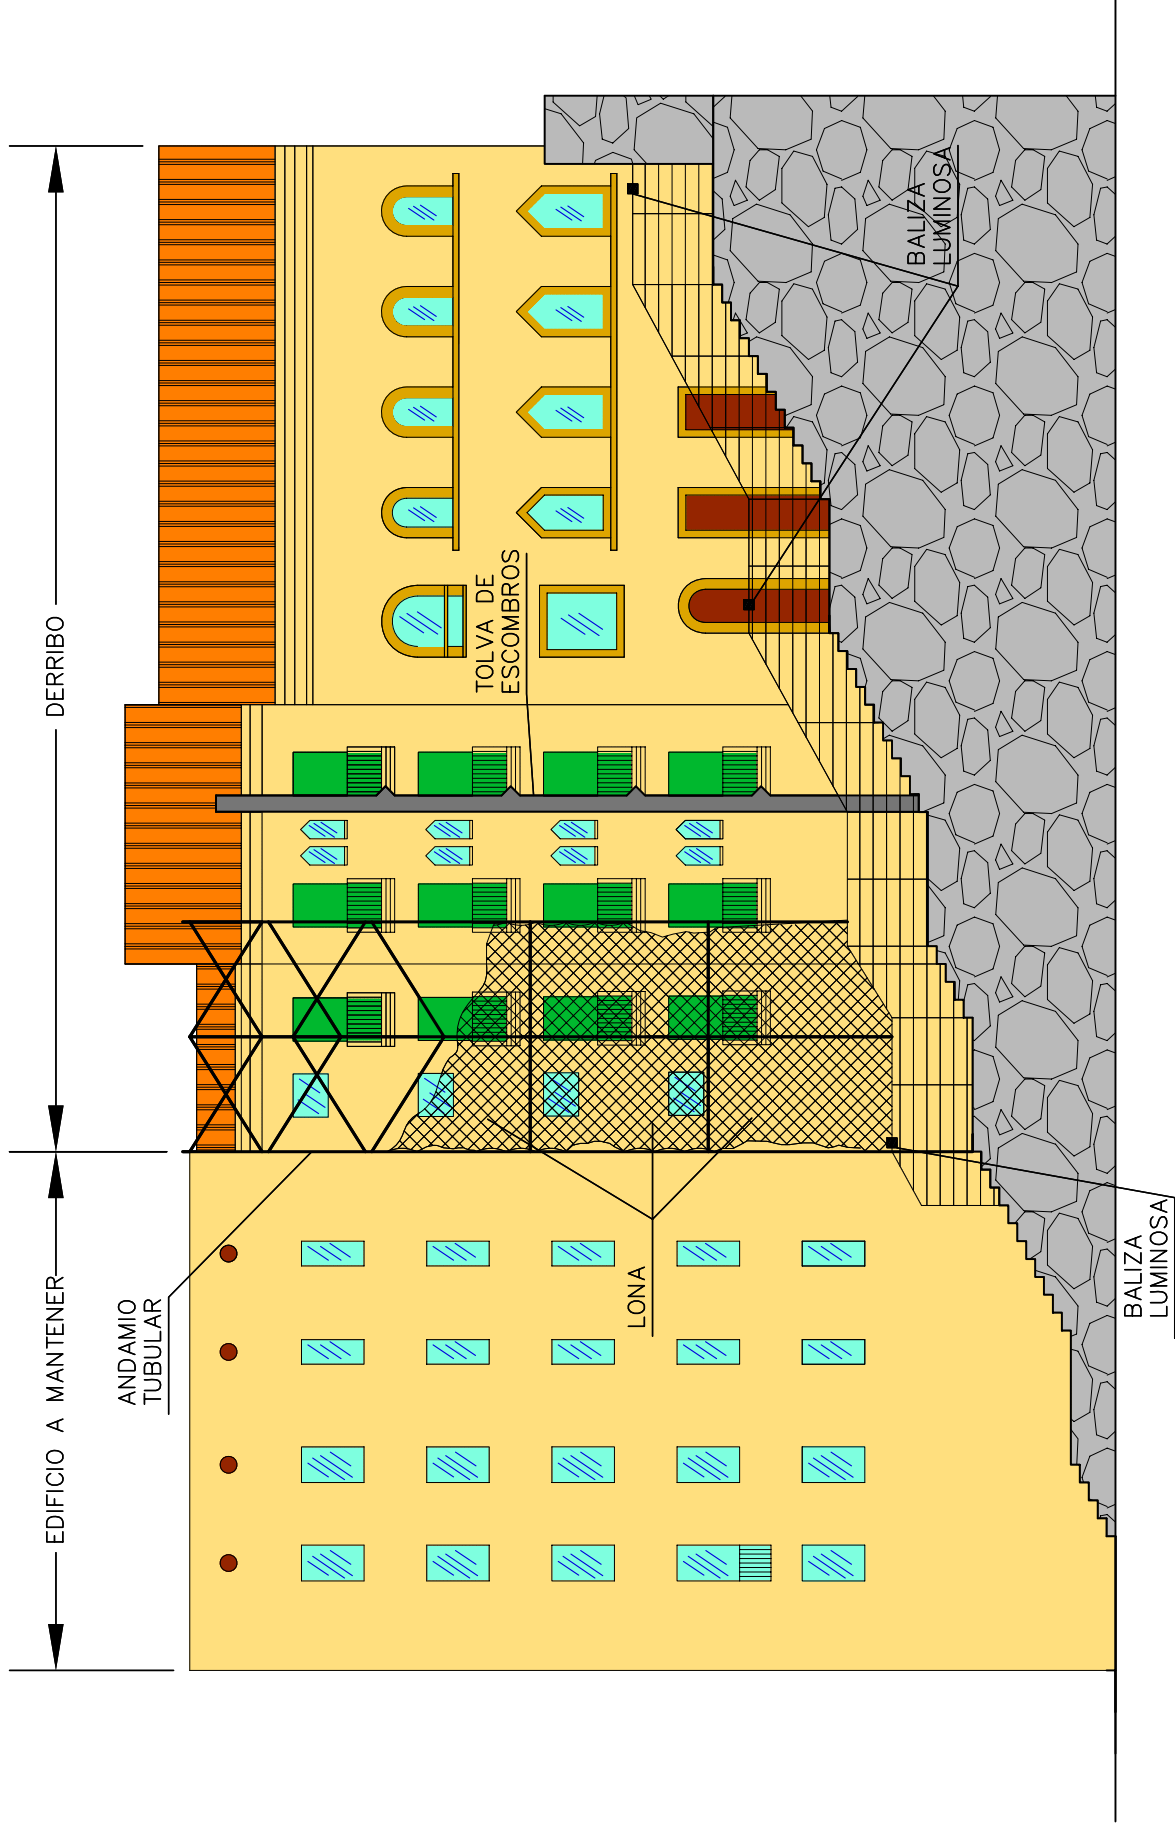 EDIFICIO A MANTENER
DERRIBO
ANDAMIO
TUBULAR
TOLVA DE
ESCOMBROS
LONA
BALIZA
LUMINOSA
BALIZA
LUMINOSA